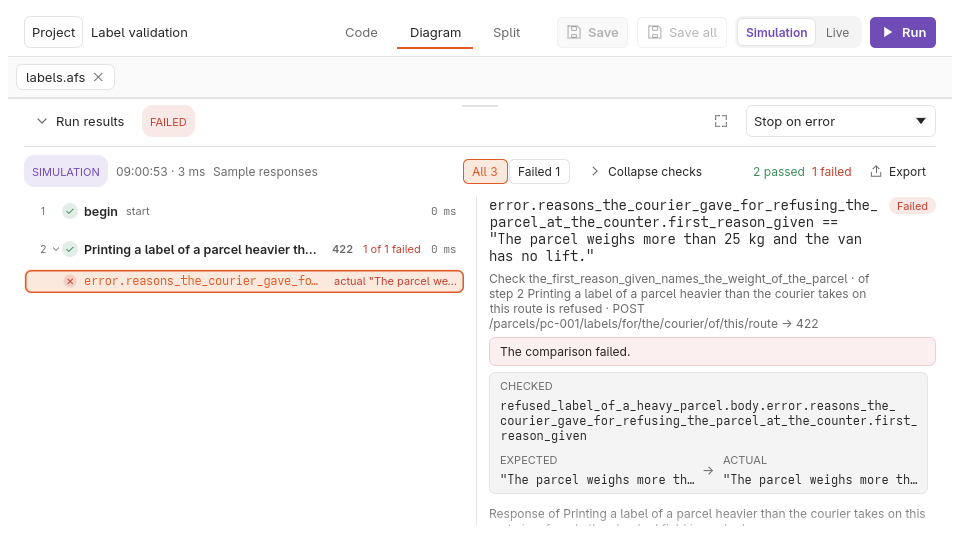 Project
Label validation
Code
Diagram
Split
Save
Save all
Simulation
Live
Run
labels.afs
Run results
FAILED
Stop on error
SIMULATION
09:00:53 · 3 ms
Sample responses
All 3
Failed 1
Collapse checks
2 passed
1 failed
Export
1
begin
start
0 ms
2
Printing a label of a parcel heavier th...
422
1 of 1 failed
0 ms
error.reasons_the_courier_gave_fo...
actual "The parcel we...
error.reasons_the_courier_gave_for_refusing_the_
parcel_at_the_counter.first_reason_given ==
"The parcel weighs more than 25 kg and the van
has no lift."
Failed
Check the_first_reason_given_names_the_weight_of_the_parcel · of
step 2 Printing a label of a parcel heavier than the courier takes on
this route is refused · POST
/parcels/pc-001/labels/for/the/courier/of/this/route → 422
The comparison failed.
CHECKED
refused_label_of_a_heavy_parcel.body.error.reasons_the_
courier_gave_for_refusing_the_parcel_at_the_counter.first_
reason_given
EXPECTED
"The parcel weighs more th...
→
ACTUAL
"The parcel weighs more th...
Response of Printing a label of a parcel heavier than the courier takes on this